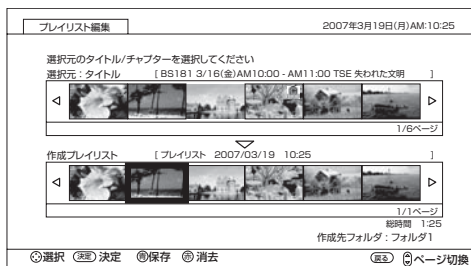 プレイリスト編集 2007年3月19日(月)AM:10:25
選択元のタイトル/チャプターを選択してください
選択元：タイトル [ BS181 3/16(金)AM10:00 - AM11:00 TSE 失われた文明 ]
1/6ページ
作成プレイリスト [ プレイリスト 2007/03/19 10:25 ]
1/1ページ
総時間 1:25
作成先フォルダ：フォルダ1
選択 決定 決定 青 保存 赤 消去 戻る ページ切換